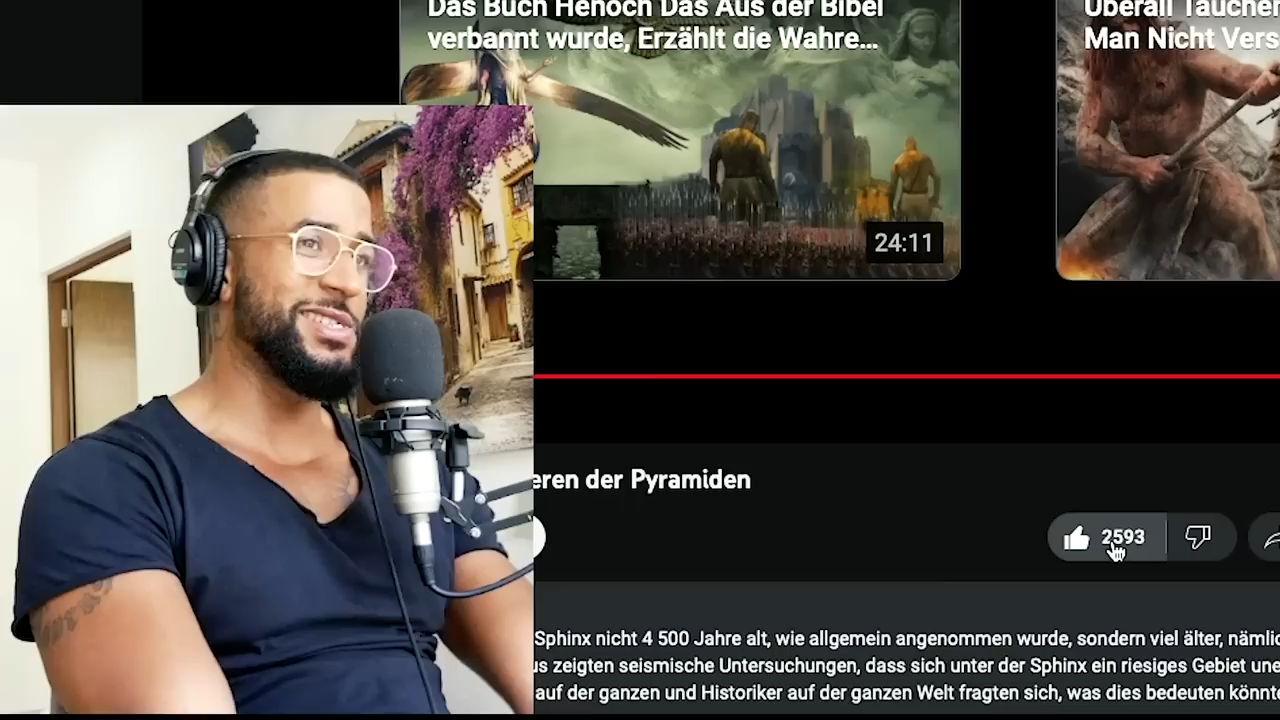 Das Buch Henoch Das Aus der Bibel
verbannt wurde, Erzählt die Wahre...
Überall
Man Nicht
24:11
eren der Pyramiden
2593
Sphinx nicht 4 500 Jahre alt, wie allgemein angenommen wurde, sondern viel älter, nämlic
us zeigten seismische Untersuchungen, dass sich unter der Sphinx ein riesiges Gebiet une
auf der ganzen und Historiker auf der ganzen Welt fragten sich, was dies bedeuten könnte